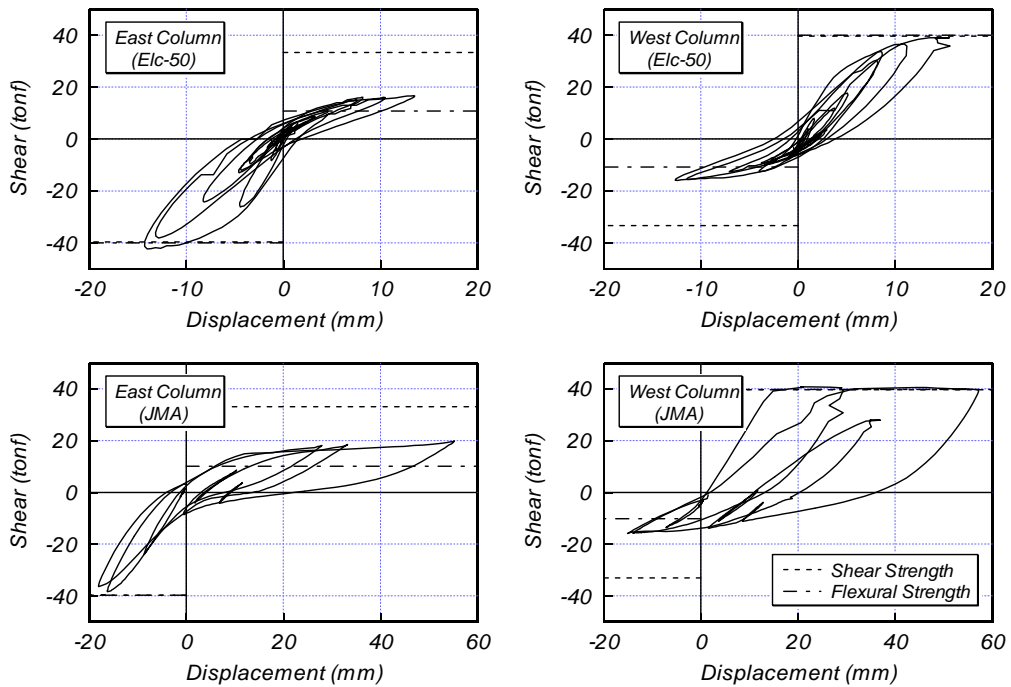 East Column
(Elc-50)
Shear (tonf)
40
20
0
-20
-40
-20
-10
0
10
20
Displacement (mm)
West Column
(Elc-50)
Shear (tonf)
40
20
0
-20
-40
-20
-10
0
10
20
Displacement (mm)
East Column
(JMA)
Shear (tonf)
40
20
0
-20
-40
-20
0
20
40
60
Displacement (mm)
West Column
(JMA)
Shear (tonf)
40
20
0
-20
-40
Shear Strength
Flexural Strength
-20
0
20
40
60
Displacement (mm)